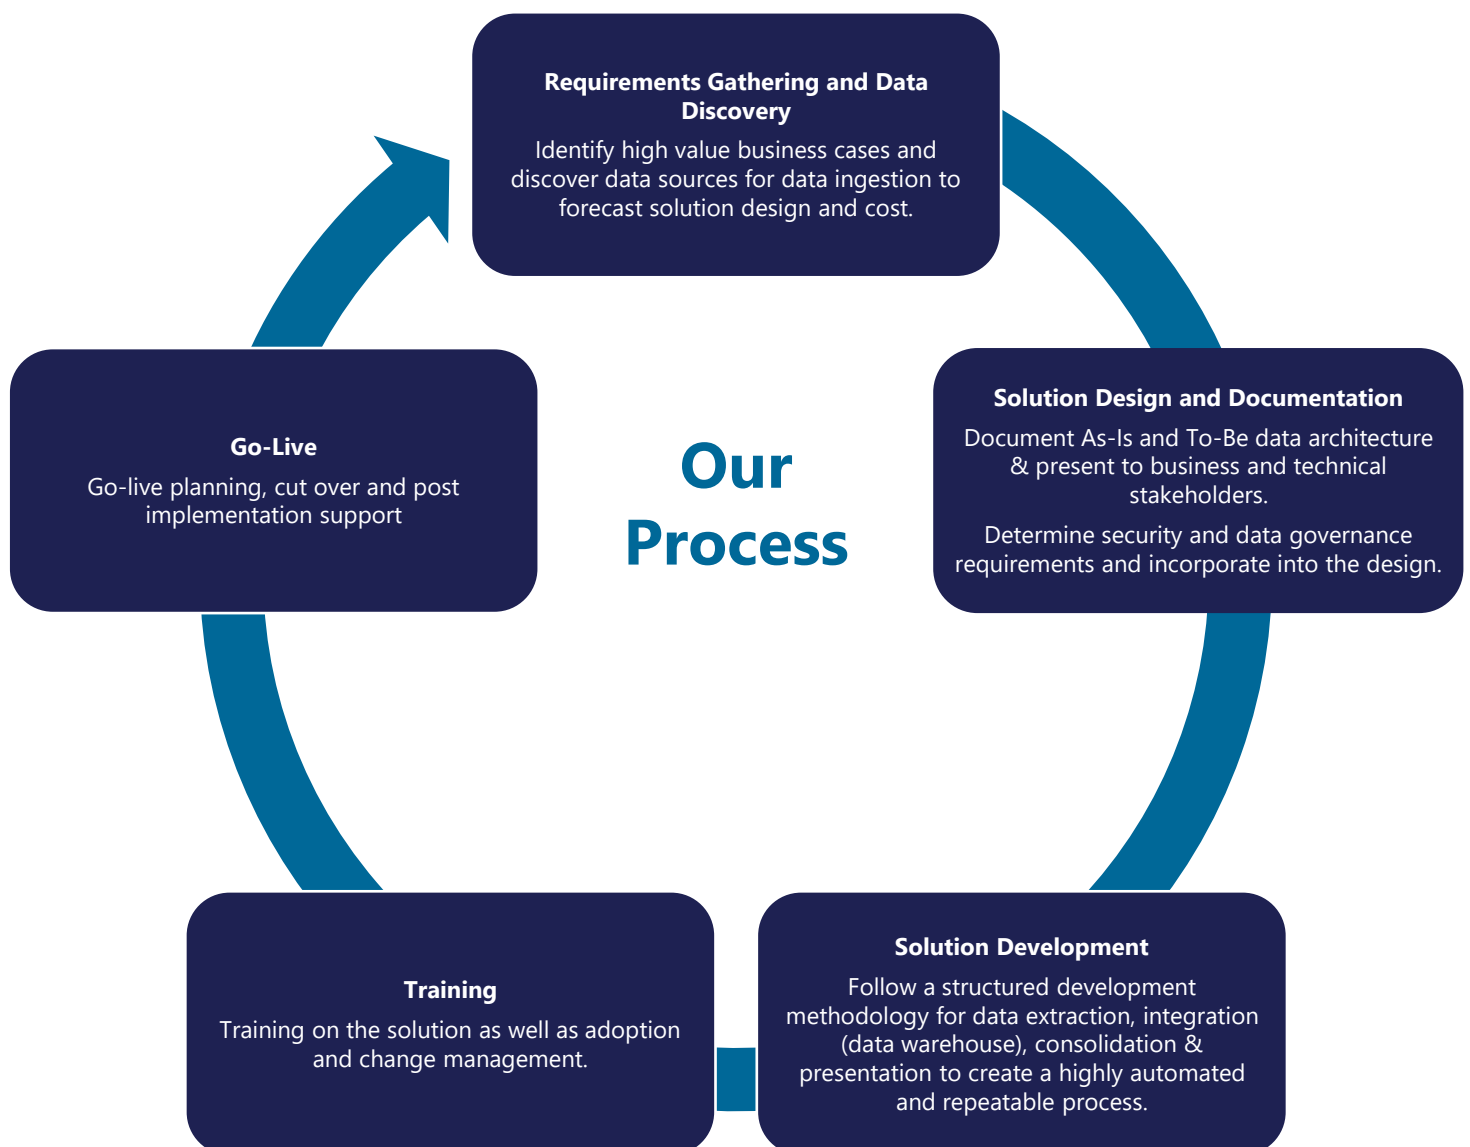 Requirements Gathering and Data
Discovery
Identify high value business cases and
discover data sources for data ingestion to
forecast solution design and cost.
Solution Design and Documentation
Document As-Is and To-Be data architecture
& present to business and technical
stakeholders.
Determine security and data governance
requirements and incorporate into the design.
Solution Development
Follow a structured development
methodology for data extraction, integration
(data warehouse), consolidation &
presentation to create a highly automated
and repeatable process.
Training
Training on the solution as well as adoption
and change management.
Go-Live
Go-live planning, cut over and post
implementation support
Our
Process